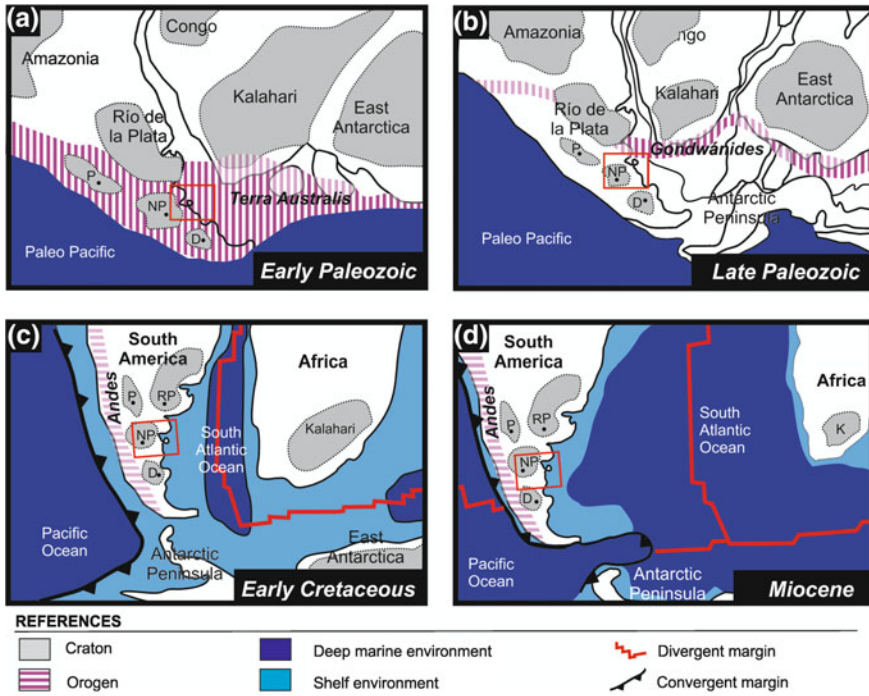 (a)
Congo
Amazonia
Kalahari
Río de
la Plata
East
Antarctica
P
NP
Terra Australis
D
Paleo Pacific
Early Paleozoic
(b)
Amazonia
ngo
East
Antarctica
Kalahari
Río de
la Plata
P
Gondwánides
NP
D
Antarctic
Peninsula
Paleo Pacific
Late Paleozoic
(c)
South
America
Africa
Andes
P
RP
NP
Kalahari
South
Atlantic
Ocean
D
Pacific
Ocean
Antarctic
Peninsula
East
Antarctica
Early Cretaceous
(d)
South
America
Africa
Andes
P
RP
K
South
Atlantic
Ocean
NP
D
Pacific
Ocean
Antarctic
Peninsula
Miocene
REFERENCES
Craton
Deep marine environment
Divergent margin
Orogen
Shelf environment
Convergent margin